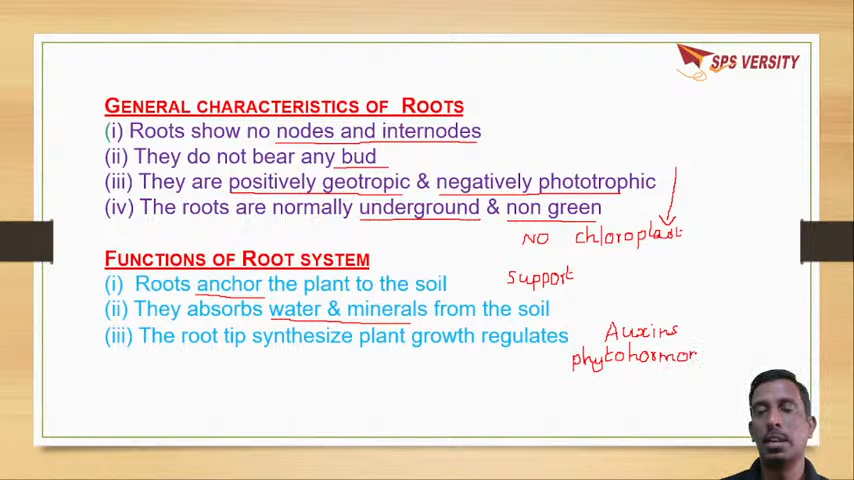 SPS VERSITY
GENERAL CHARACTERISTICS OF ROOTS
(i) Roots show no nodes and internodes
(ii) They do not bear any bud
(iii) They are positively geotropic & negatively phototrophic
(iv) The roots are normally underground & non green
NO chloroplast
FUNCTIONS OF ROOT SYSTEM
(i) Roots anchor the plant to the soil
support
(ii) They absorbs water & minerals from the soil
(iii) The root tip synthesize plant growth regulates
Auxins
phytohormor